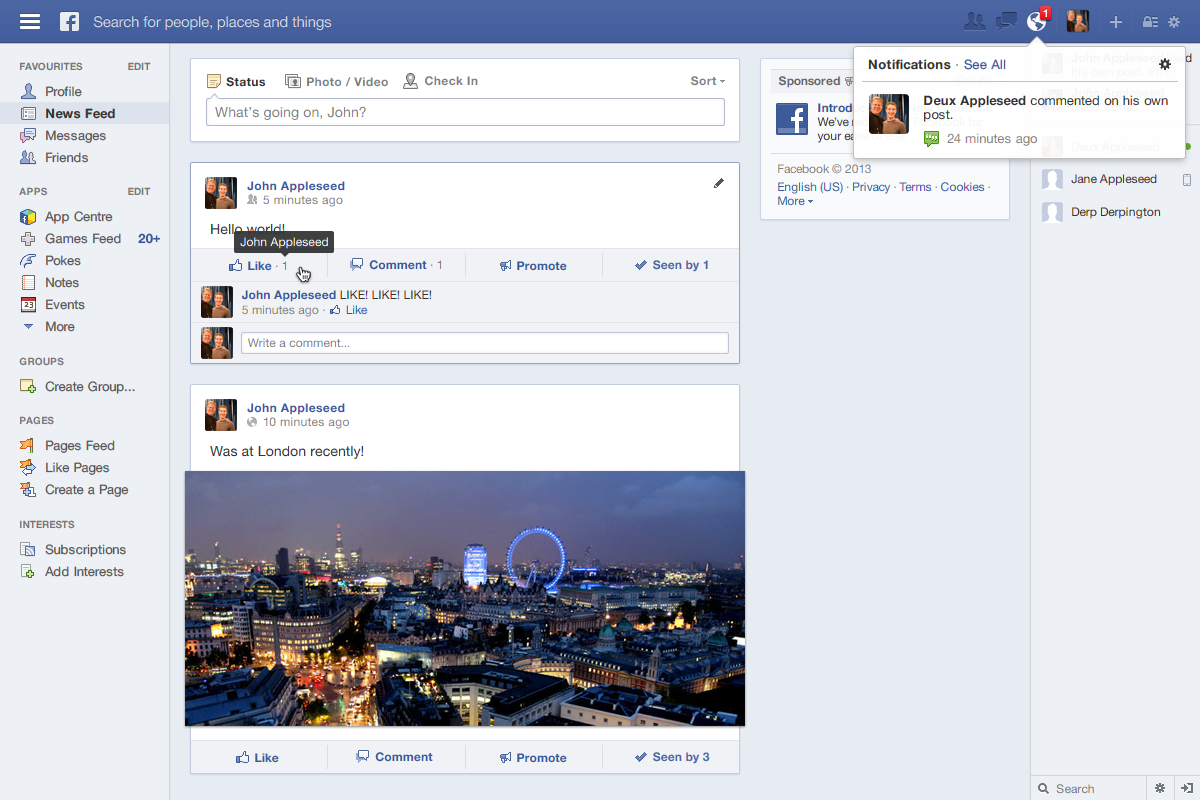 Search for people, places and things
1
FAVOURITES EDIT
Profile
News Feed
Messages
Friends
APPS EDIT
App Centre
Games Feed 20+
Pokes
Notes
23 Events
More
GROUPS
Create Group...
PAGES
Pages Feed
Like Pages
Create a Page
INTERESTS
Subscriptions
Add Interests
Status Photo / Video Check In Sort
What's going on, John?
John Appleseed
5 minutes ago
Hello world!
John Appleseed
Like · 1 Comment · 1 Promote Seen by 1
John Appleseed LIKE! LIKE! LIKE!
5 minutes ago · Like
Write a comment...
John Appleseed
10 minutes ago
Was at London recently!
Like Comment Promote Seen by 3
Sponsored
Introd
We've
your ea
Facebook © 2013
English (US) · Privacy · Terms · Cookies ·
More
Notifications · See All
Deux Appleseed commented on his own
post.
24 minutes ago
Deux Appleseed
Jane Appleseed
Derp Derpington
Search